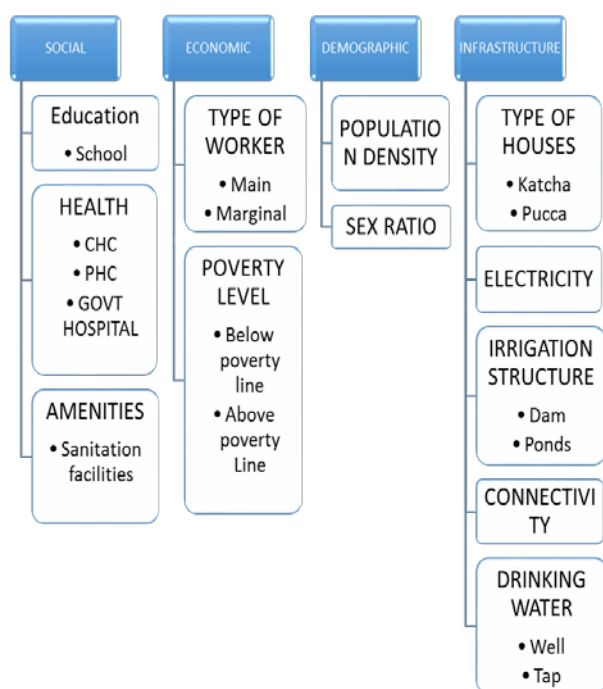 SOCIAL
Education
• School
HEALTH
• CHC
• PHC
• GOVT
HOSPITAL
AMENITIES
• Sanitation
facilities
ECONOMIC
TYPE OF
WORKER
• Main
• Marginal
POVERTY
LEVEL
• Below
poverty
line
• Above
poverty
Line
DEMOGRAPHIC
POPULATIO
N DENSITY
SEX RATIO
INFRASTRUCTURE
TYPE OF
HOUSES
• Katcha
• Pucca
ELECTRICITY
IRRIGATION
STRUCTURE
• Dam
• Ponds
CONNECTIVI
TY
DRINKING
WATER
• Well
• Tap